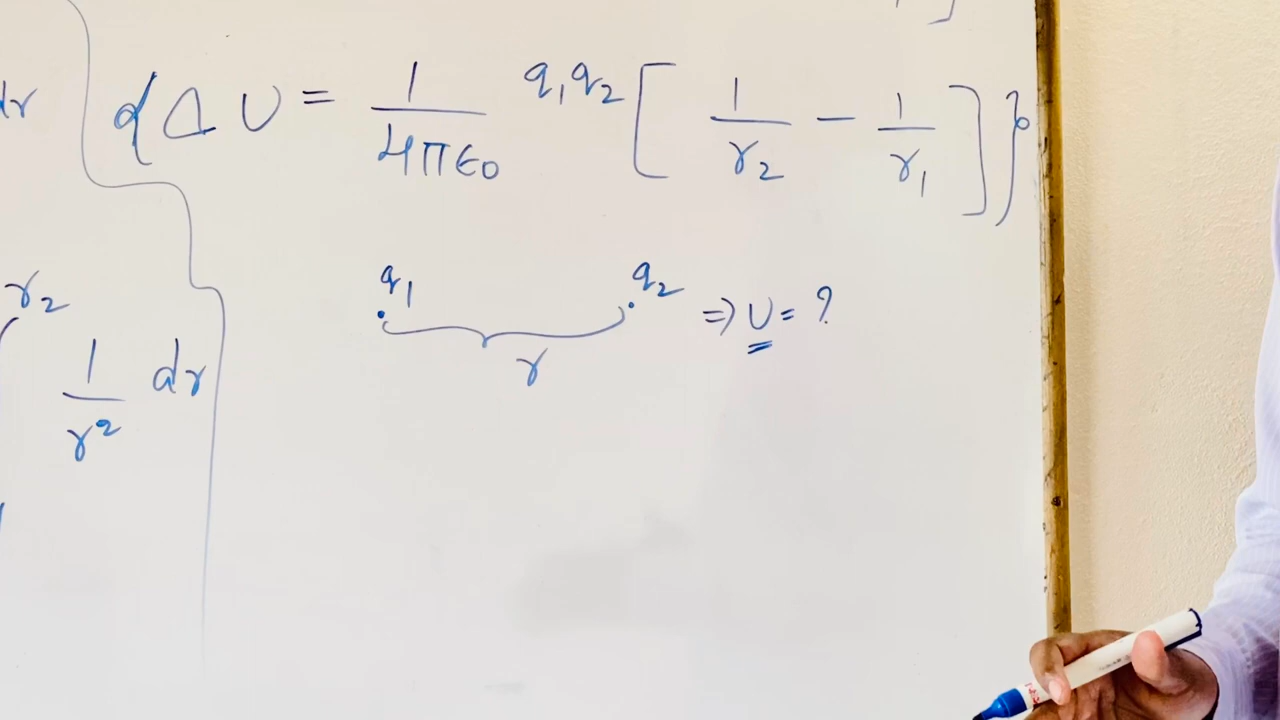 dr
{ΔU = 1/4πε₀ q₁q₂ [ 1/r₂ − 1/r₁ ]}
r₂
1/r² dr
q₁ q₂ ⇒ U = ?
r